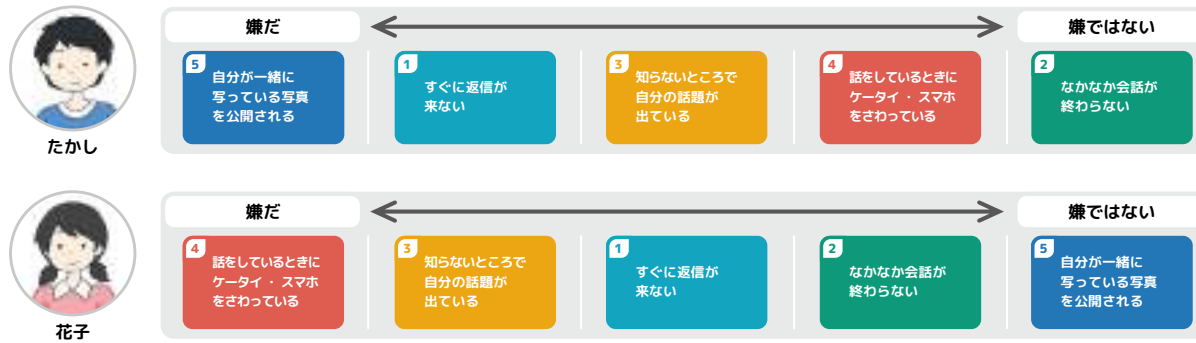 嫌だ
嫌ではない
5
自分が一緒に
写っている写真
を公開される
1
すぐに返信が
来ない
3
知らないところで
自分の話題が
出ている
4
話をしているときに
ケータイ ・ スマホ
をさわっている
2
なかなか会話が
終わらない
たかし
嫌だ
嫌ではない
4
話をしているときに
ケータイ ・ スマホ
をさわっている
3
知らないところで
自分の話題が
出ている
1
すぐに返信が
来ない
2
なかなか会話が
終わらない
5
自分が一緒に
写っている写真
を公開される
花子